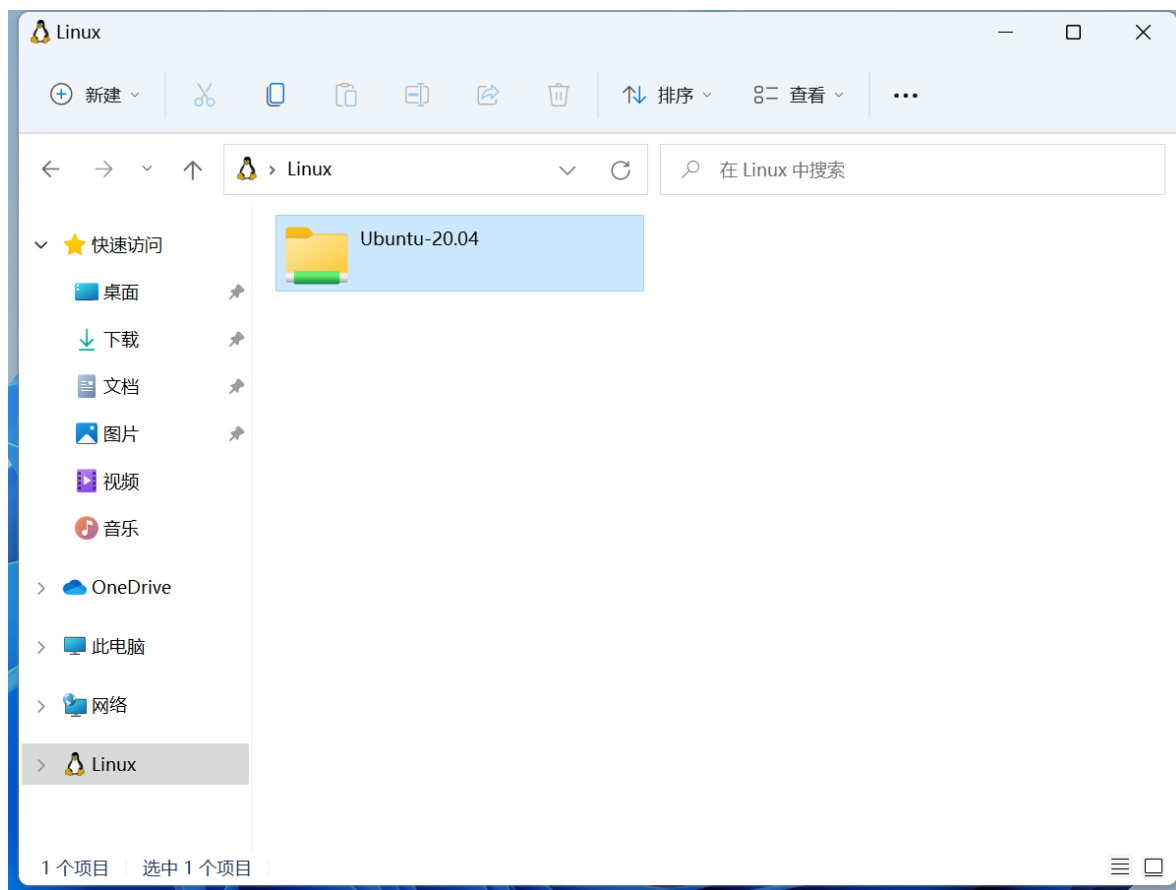 Linux
新建
排序
查看
Linux
在 Linux 中搜索
快速访问
桌面
下载
文档
图片
视频
音乐
OneDrive
此电脑
网络
Linux
Ubuntu-20.04
1 个项目
选中 1 个项目